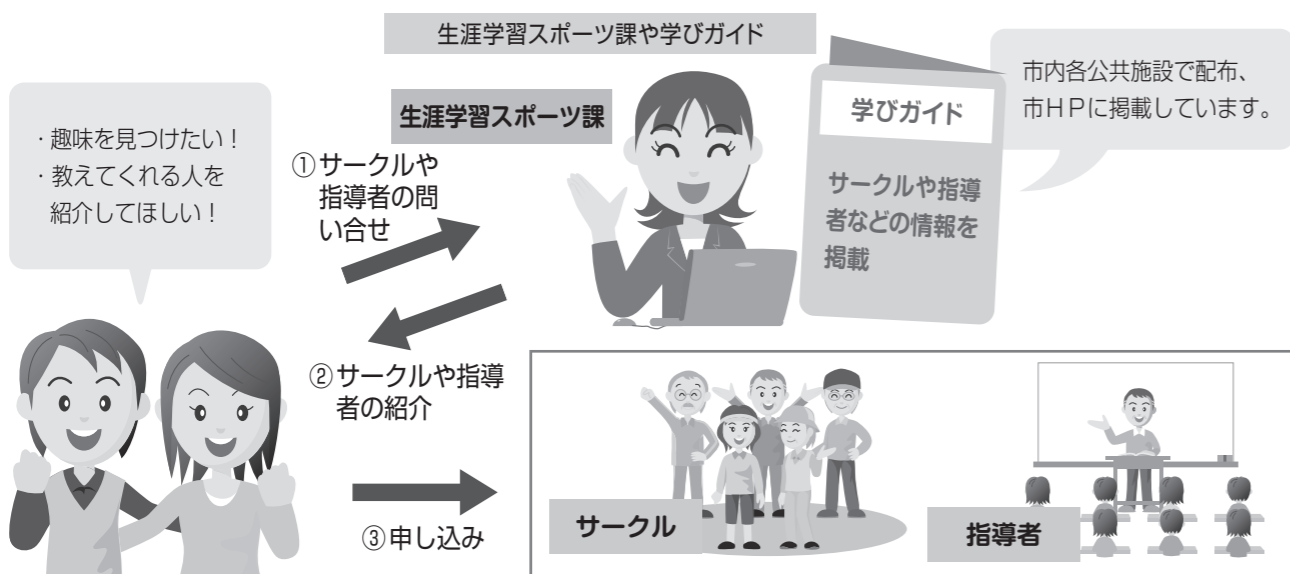 生涯学習スポーツ課や学びガイド
・趣味を見つけたい！
・教えてくれる人を
紹介してほしい！
生涯学習スポーツ課
①サークルや
指導者の問
い合せ
学びガイド
サークルや指導
者などの情報を
掲載
市内各公共施設で配布、
市ＨＰに掲載しています。
②サークルや指導
者の紹介
③申し込み
サークル
指導者